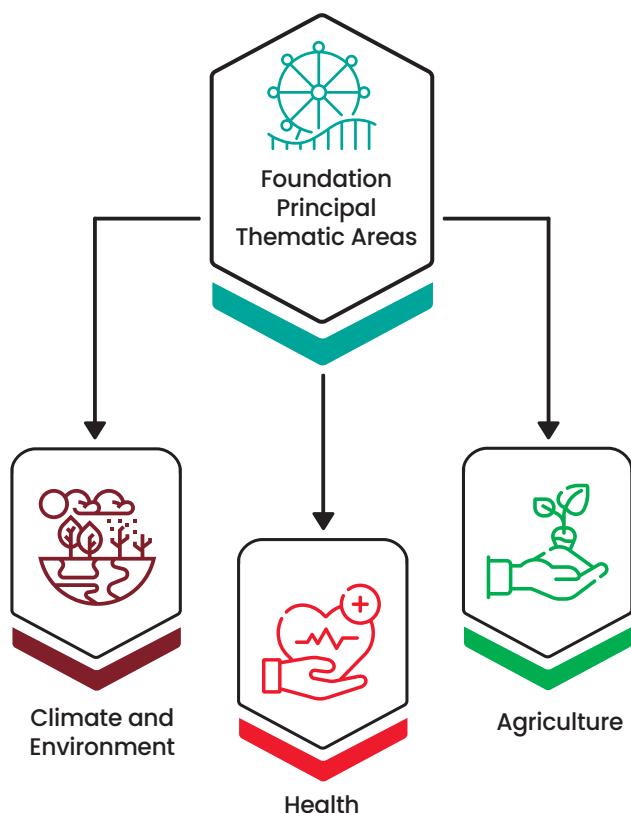 Foundation
Principal
Thematic Areas
Climate and
Environment
Health
Agriculture